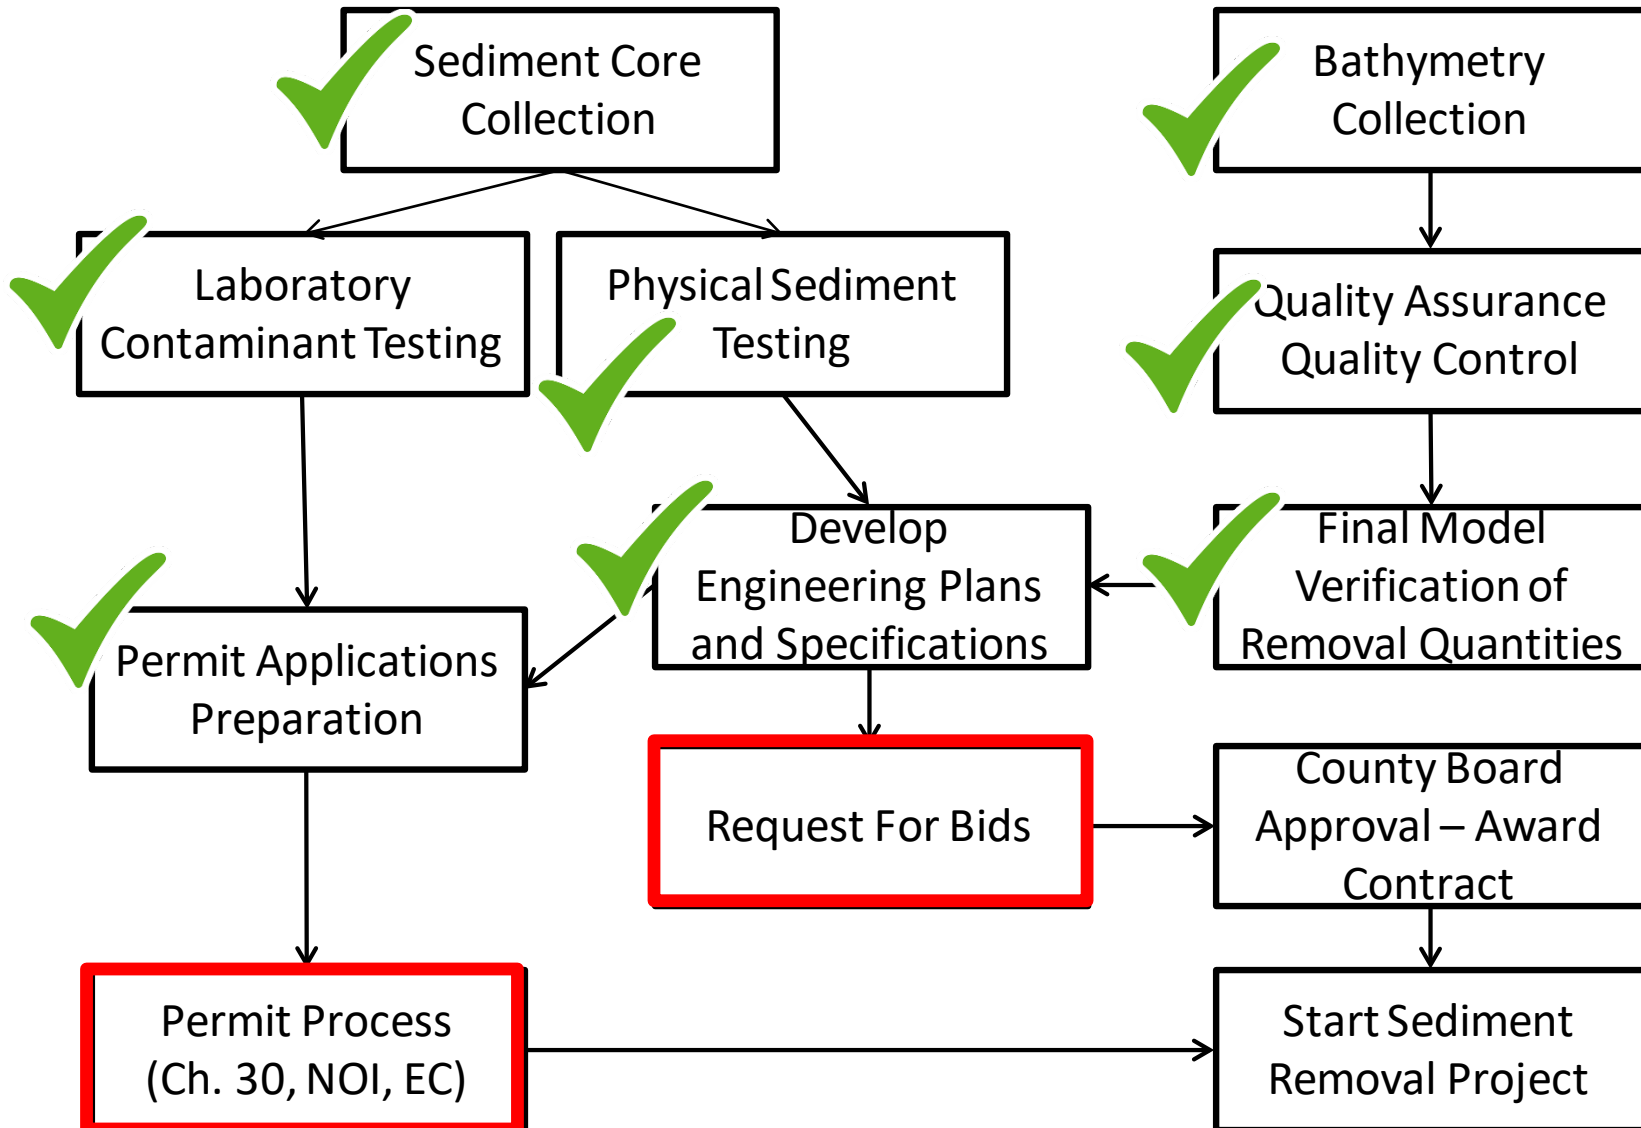 Sediment Core
Collection
Bathymetry
Collection
Laboratory
Contaminant Testing
Physical Sediment
Testing
Quality Assurance
Quality Control
Develop
Engineering Plans
and Specifications
Final Model
Verification of
Removal Quantities
Permit Applications
Preparation
Request For Bids
County Board
Approval – Award
Contract
Permit Process
(Ch. 30, NOI, EC)
Start Sediment
Removal Project